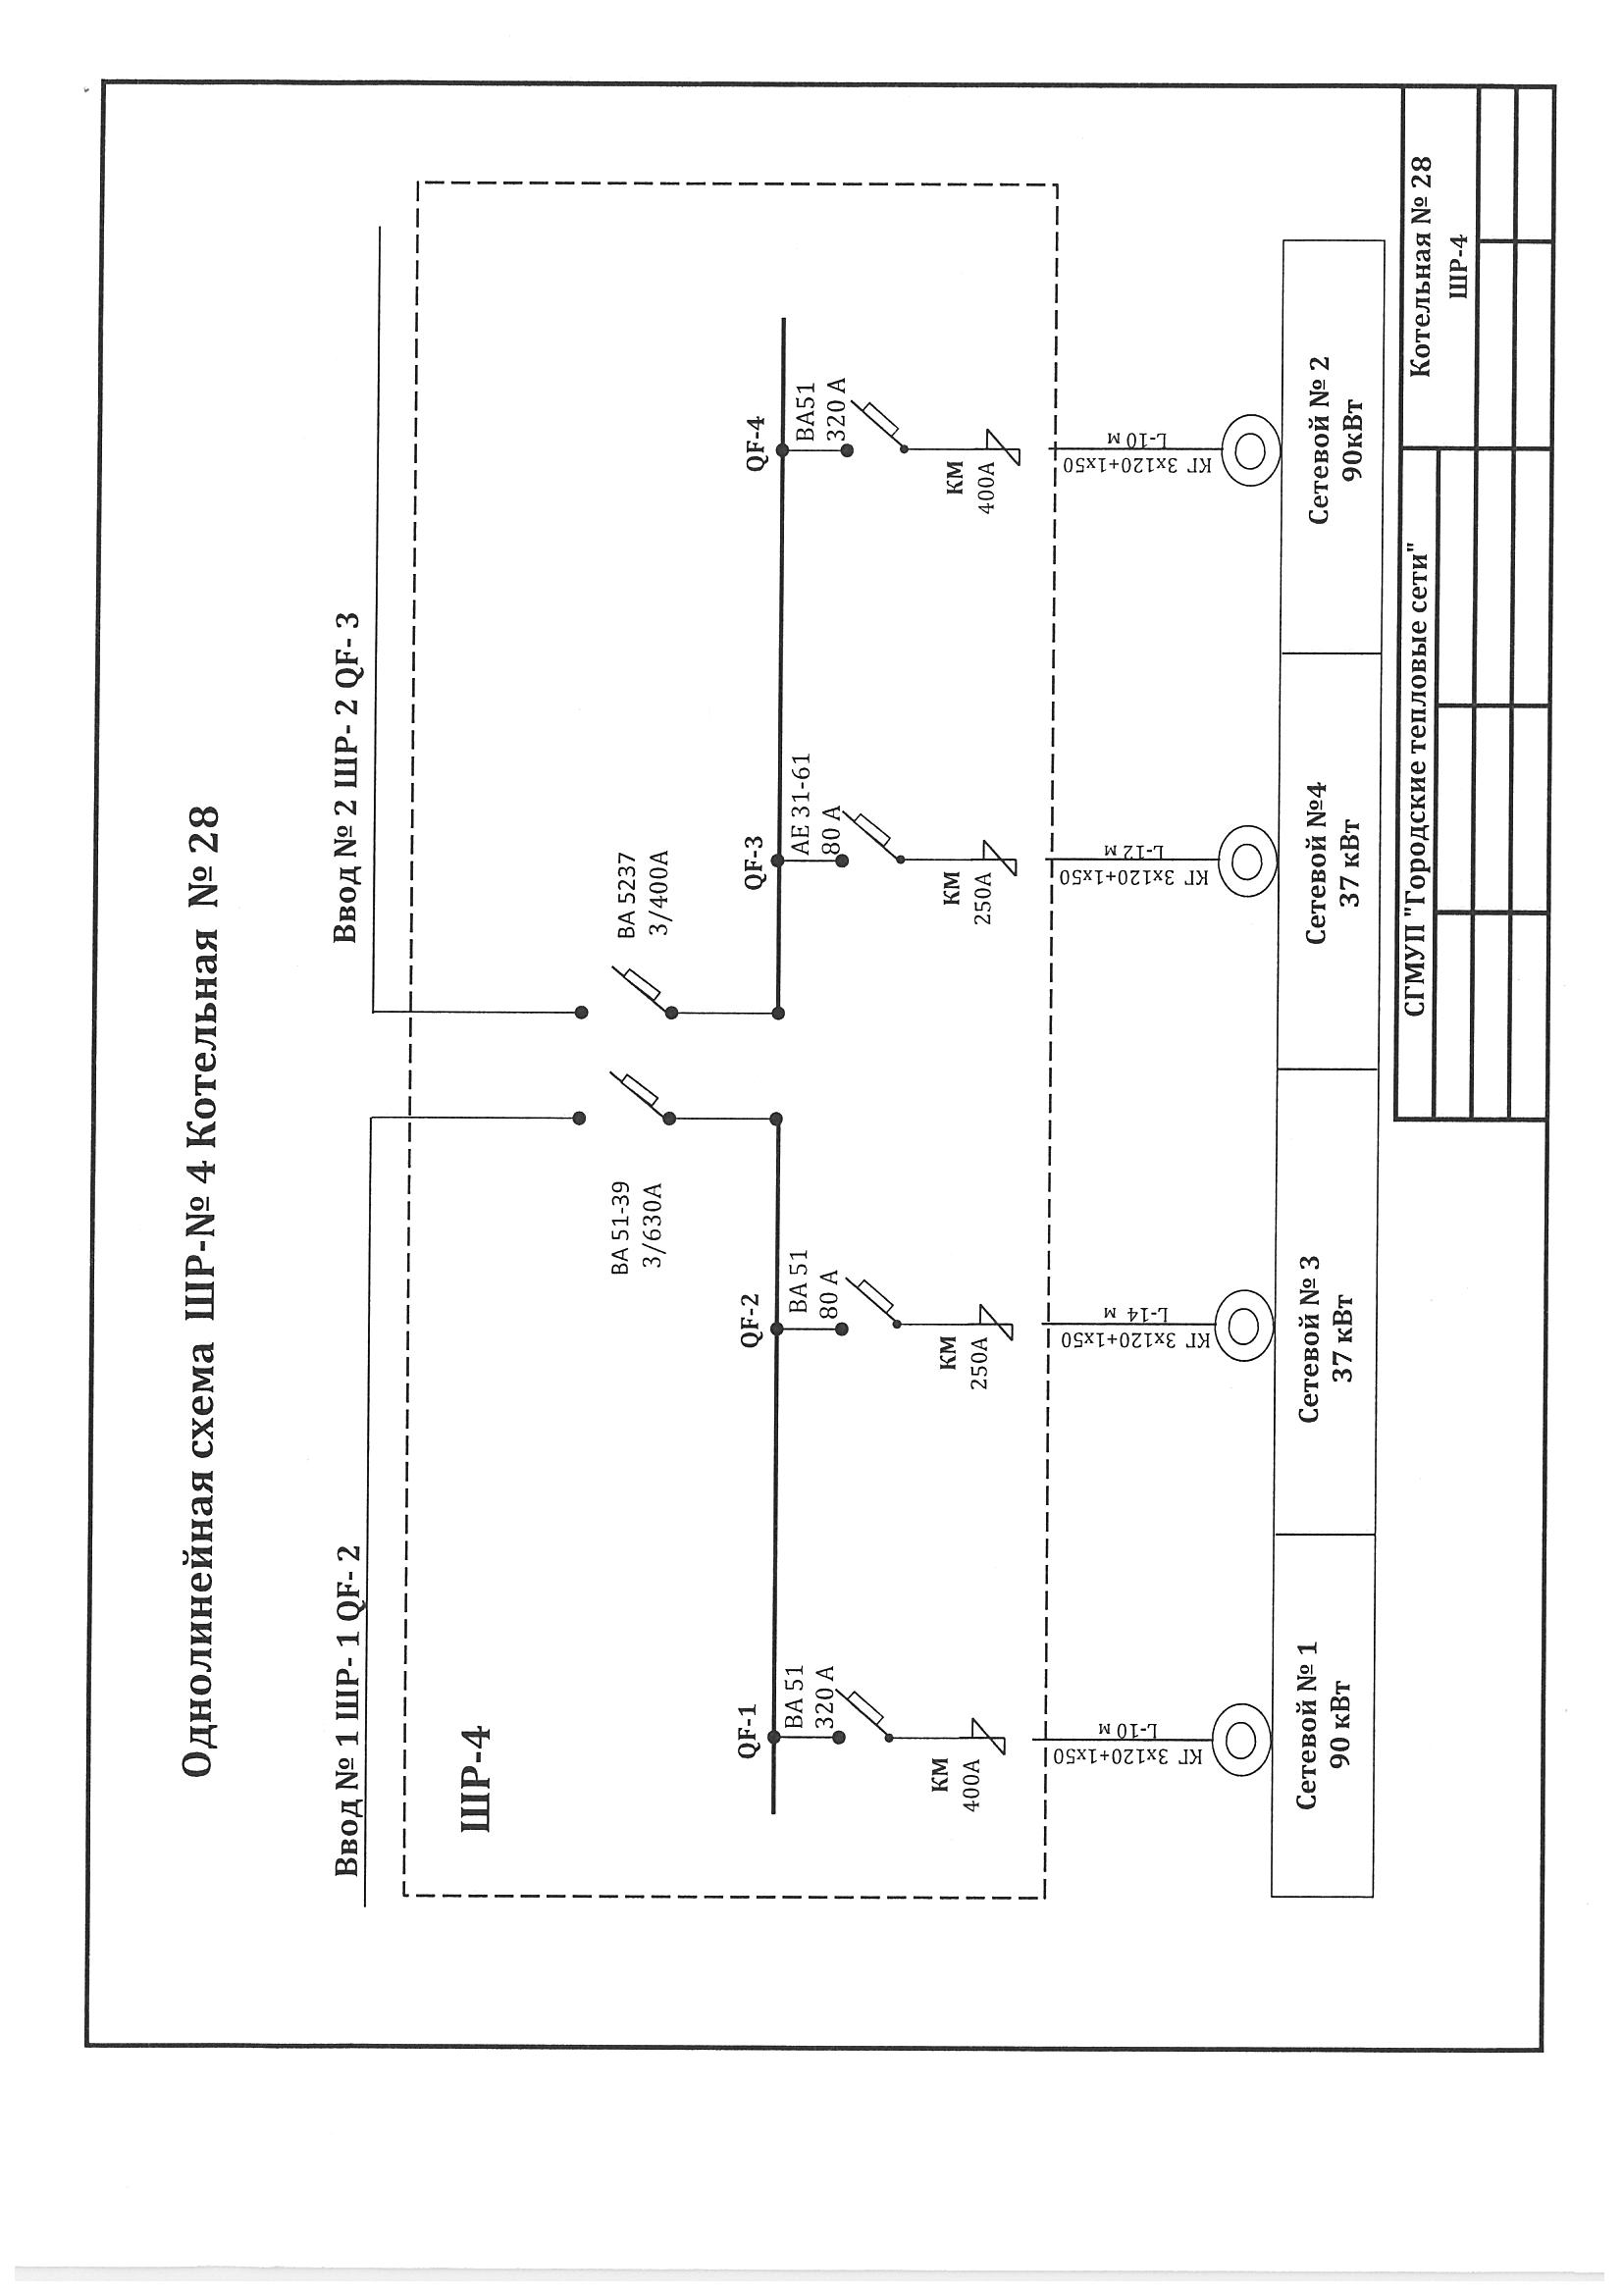 Однолинейная схема ШР-№ 4 Котельная № 28
Ввод № 1 ШР- 1 QF- 2
Ввод № 2 ШР- 2 QF- 3
ШР-4
ВА 51-39
3/630А
ВА 5237
3/400А
QF-1
ВА 51
320 А
КМ
400А
КГ 3х120+1х50
L-10 м
QF-2
ВА 51
80 А
КМ
250А
КГ 3х120+1х50
L-14 м
QF-3
АЕ 31-61
80 А
КМ
250А
КГ 3х120+1х50
L-12 м
QF-4
ВА51
320 А
КМ
400А
КГ 3х120+1х50
L-10 м
Сетевой № 1
90 кВт
Сетевой № 3
37 кВт
Сетевой №4
37 кВт
Сетевой № 2
90кВт
СГМУП "Городские тепловые сети"
Котельная № 28
ШР-4